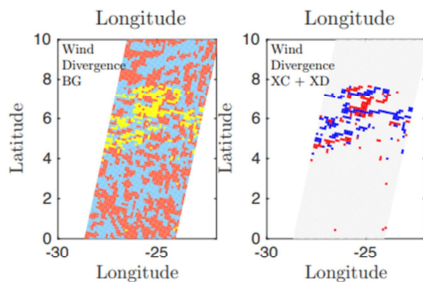 Longitude
Longitude
10
Wind
Divergence
BG
8
6
4
2
0
Latitude
-30
-25
Longitude
10
Wind
Divergence
XC + XD
8
6
4
2
0
Latitude
-30
-25
Longitude